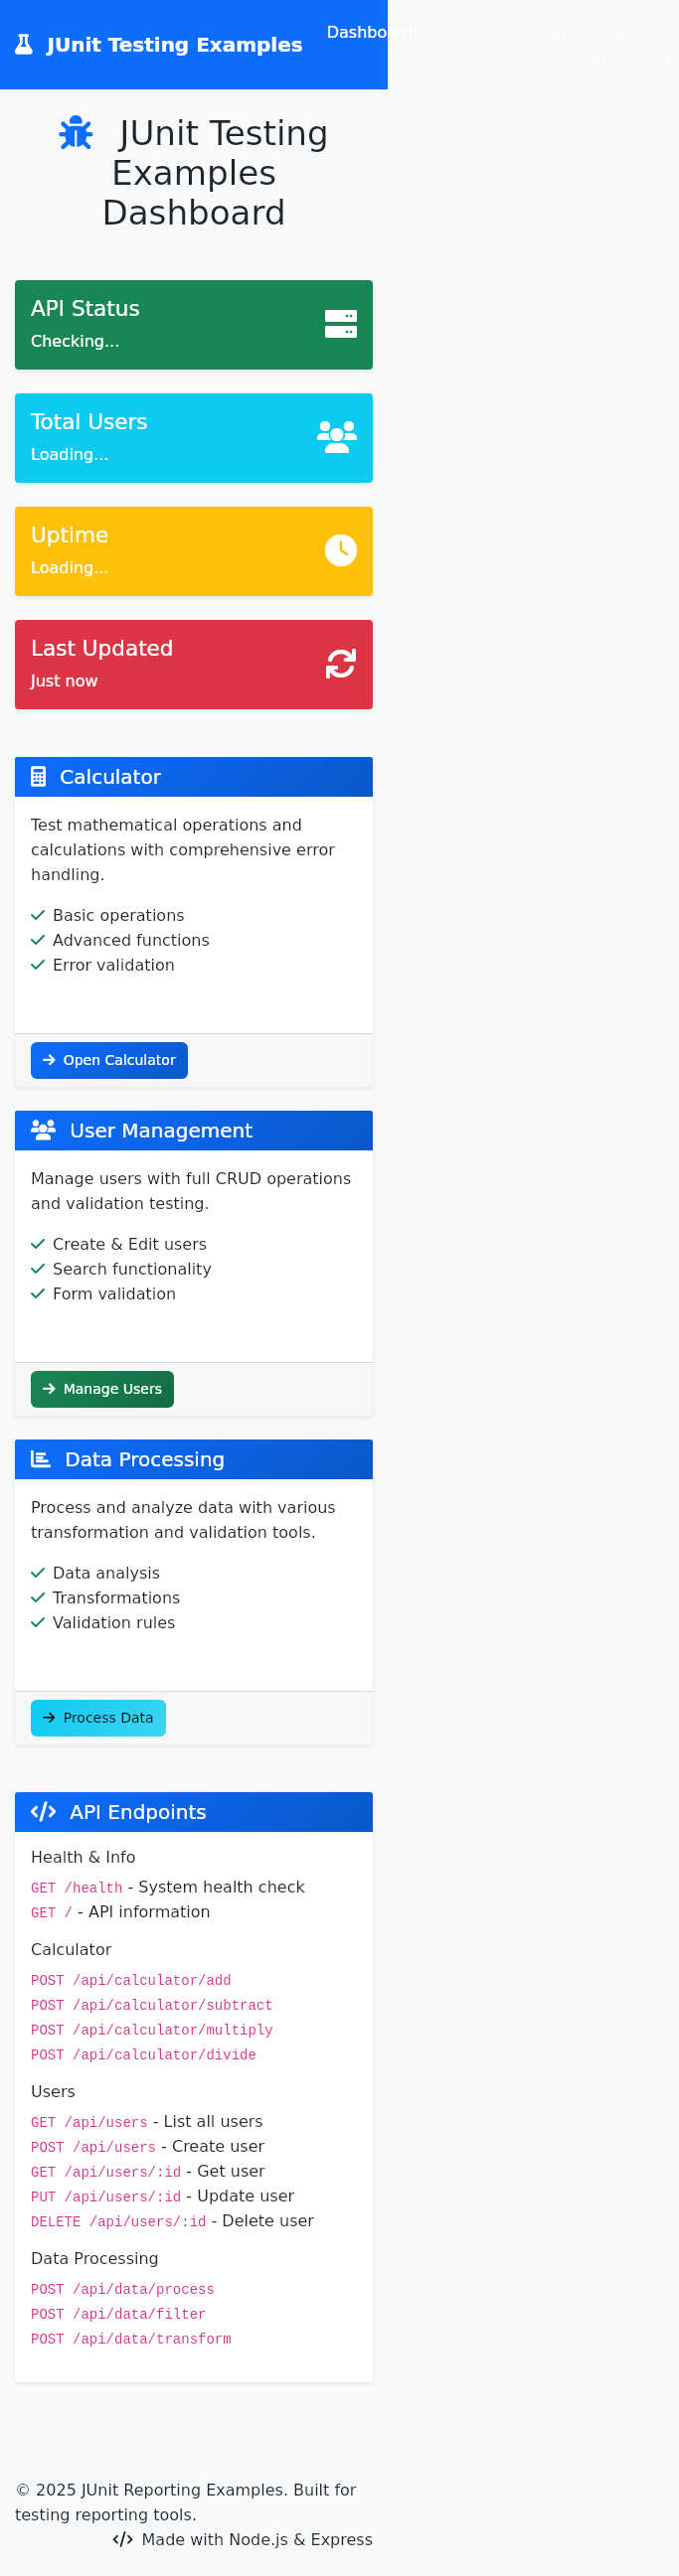 JUnit Testing Examples
Dashboard
Calculator
Users
Data
Processing
JUnit Testing
Examples
Dashboard
API Status
Checking...
Total Users
Loading...
Uptime
Loading...
Last Updated
Just now
Calculator
Test mathematical operations and
calculations with comprehensive error
handling.
Basic operations
Advanced functions
Error validation
Open Calculator
User Management
Manage users with full CRUD operations
and validation testing.
Create & Edit users
Search functionality
Form validation
Manage Users
Data Processing
Process and analyze data with various
transformation and validation tools.
Data analysis
Transformations
Validation rules
Process Data
API Endpoints
Health & Info
GET /health - System health check
GET / - API information
Calculator
POST /api/calculator/add
POST /api/calculator/subtract
POST /api/calculator/multiply
POST /api/calculator/divide
Users
GET /api/users - List all users
POST /api/users - Create user
GET /api/users/:id - Get user
PUT /api/users/:id - Update user
DELETE /api/users/:id - Delete user
Data Processing
POST /api/data/process
POST /api/data/filter
POST /api/data/transform
© 2025 JUnit Reporting Examples. Built for
testing reporting tools.
Made with Node.js & Express